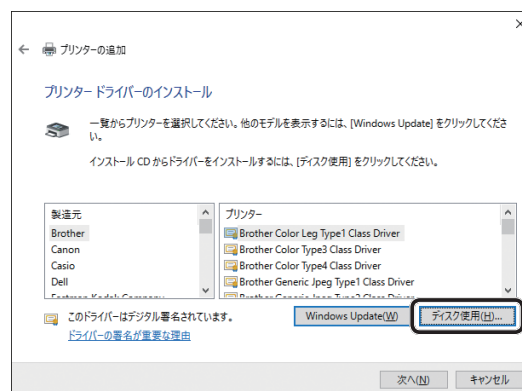 プリンターの追加
プリンター ドライバーのインストール
一覧からプリンターを選択してください。他のモデルを表示するには、[Windows Update] をクリックしてくださ
い。
インストール CD からドライバーをインストールするには、[ディスク使用] をクリックしてください。
製造元
Brother
Canon
Casio
Dell
プリンター
Brother Color Leg Type1 Class Driver
Brother Color Type3 Class Driver
Brother Color Type4 Class Driver
Brother Generic Jpeg Type1 Class Driver
このドライバーはデジタル署名されています。
ドライバーの署名が重要な理由
Windows Update(W)
ディスク使用(H)...
次へ(N)
キャンセル